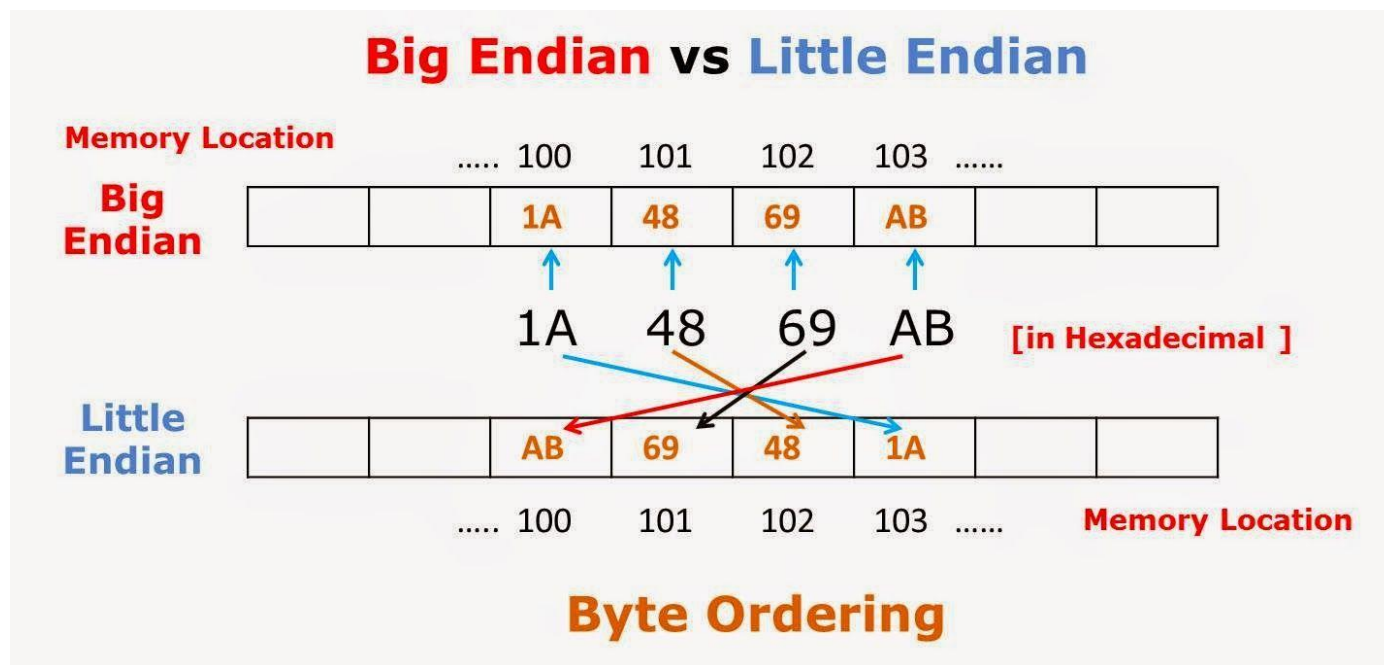 Big Endian vs Little Endian
Memory Location
..... 100 101 102 103 ......
Big
Endian
1A 48 69 AB
1A 48 69 AB [in Hexadecimal ]
Little
Endian
AB 69 48 1A
..... 100 101 102 103 ...... Memory Location
Byte Ordering